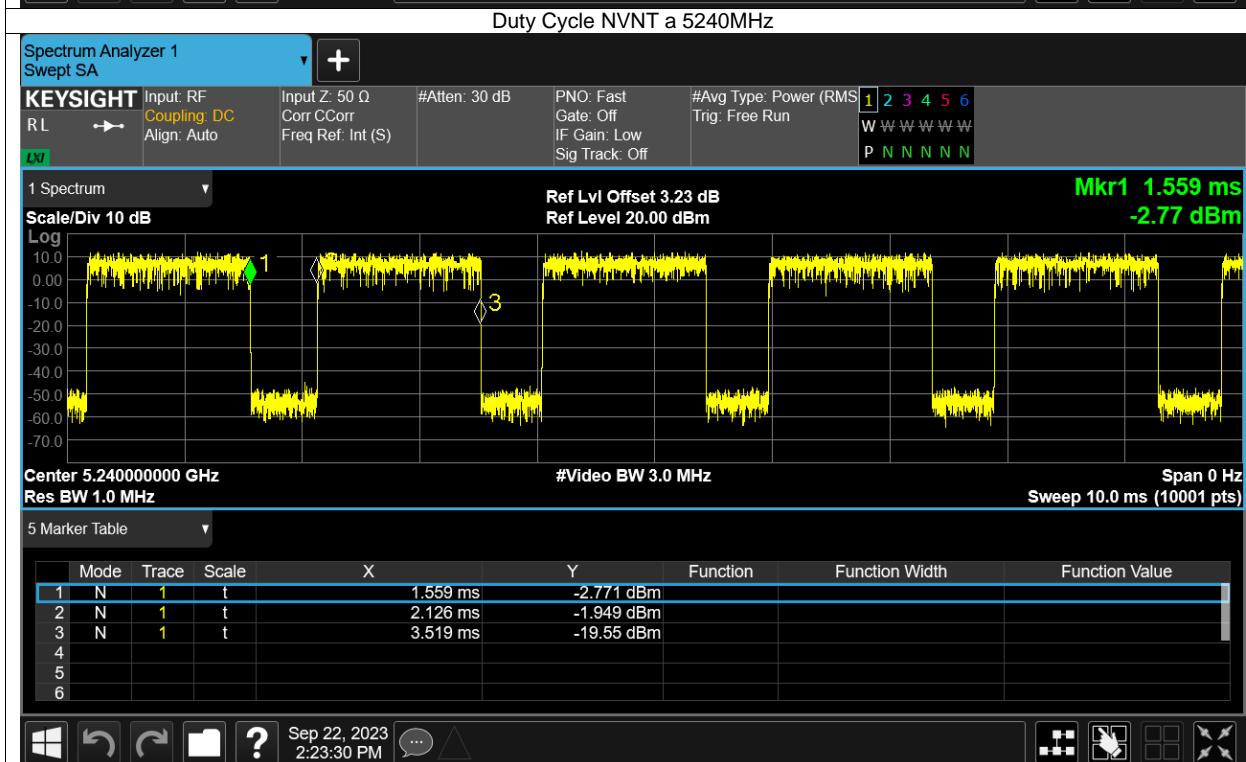 Duty Cycle NVNT a 5240MHz
Spectrum Analyzer 1
Swept SA
KEYSIGHT Input: RF Input Z: 50 Ω #Atten: 30 dB PNO: Fast #Avg Type: Power (RMS 1 2 3 4 5 6
RL Coupling: DC Corr CCorr Gate: Off Trig: Free Run
Align: Auto Freq Ref: Int (S) IF Gain: Low W W W W W W
LXI Sig Track: Off P N N N N N
1 Spectrum Ref Lvl Offset 3.23 dB Mkr1 1.559 ms
Scale/Div 10 dB Ref Level 20.00 dBm -2.77 dBm
Log
10.0 1
0.00
-10.0 3
-20.0
-30.0
-40.0
-50.0
-60.0
-70.0
Center 5.240000000 GHz #Video BW 3.0 MHz Span 0 Hz
Res BW 1.0 MHz Sweep 10.0 ms (10001 pts)
5 Marker Table
Mode Trace Scale X Y Function Function Width Function Value
1 N 1 t 1.559 ms -2.771 dBm
2 N 1 t 2.126 ms -1.949 dBm
3 N 1 t 3.519 ms -19.55 dBm
4
5
6
? Sep 22, 2023
2:23:30 PM